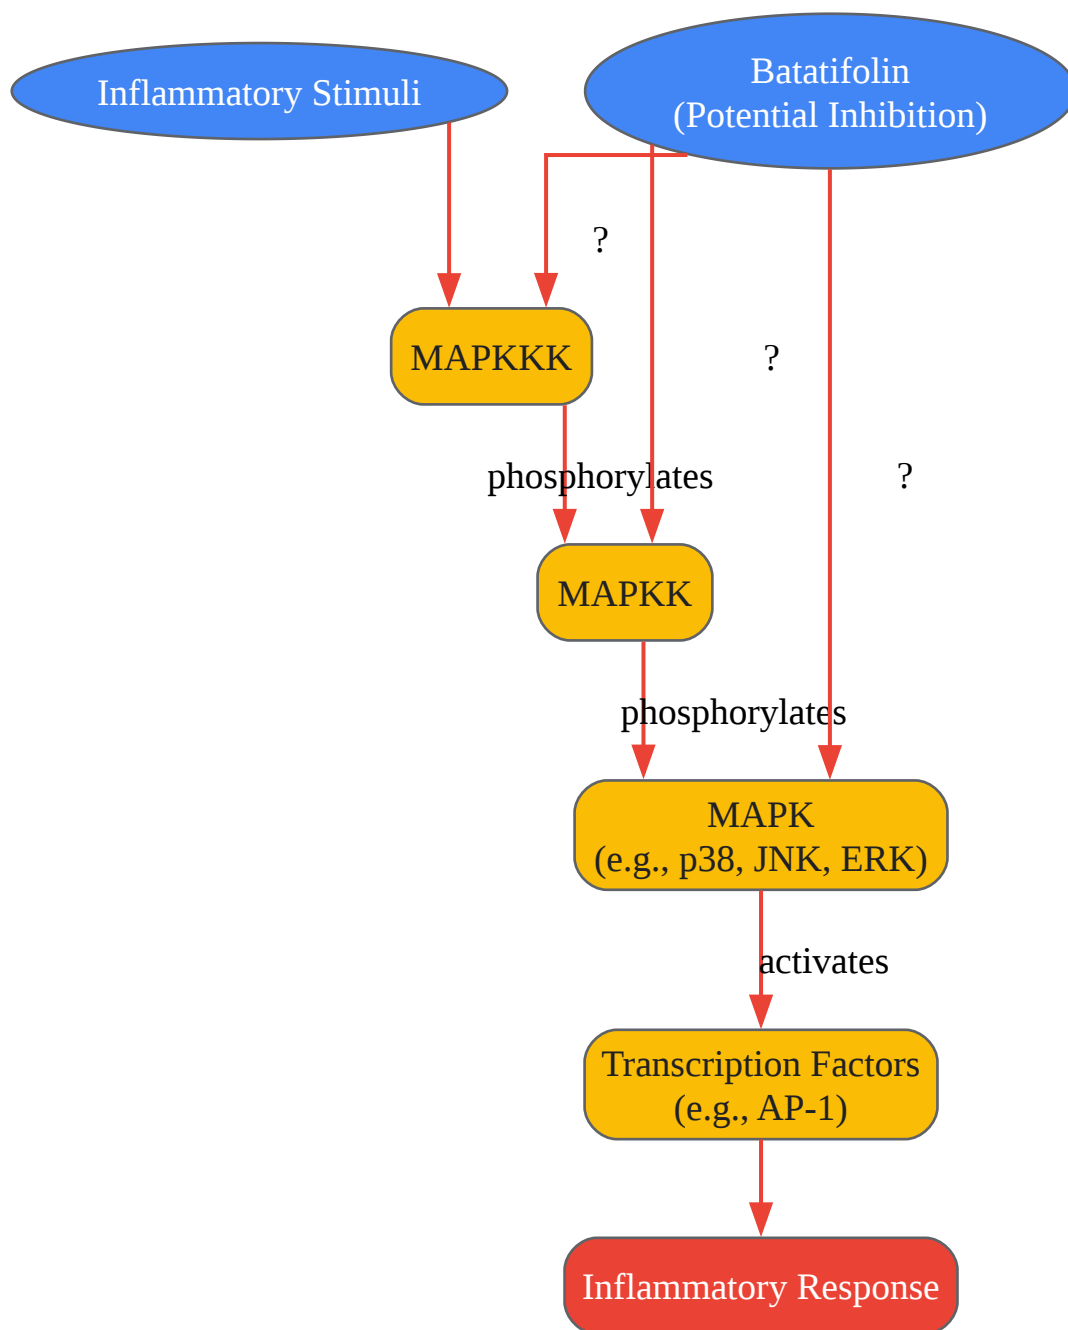 Inflammatory Stimuli
Batatifolin
(Potential Inhibition)
?
MAPKKK
?
phosphorylates
?
MAPKK
phosphorylates
MAPK
(e.g., p38, JNK, ERK)
activates
Transcription Factors
(e.g., AP-1)
Inflammatory Response